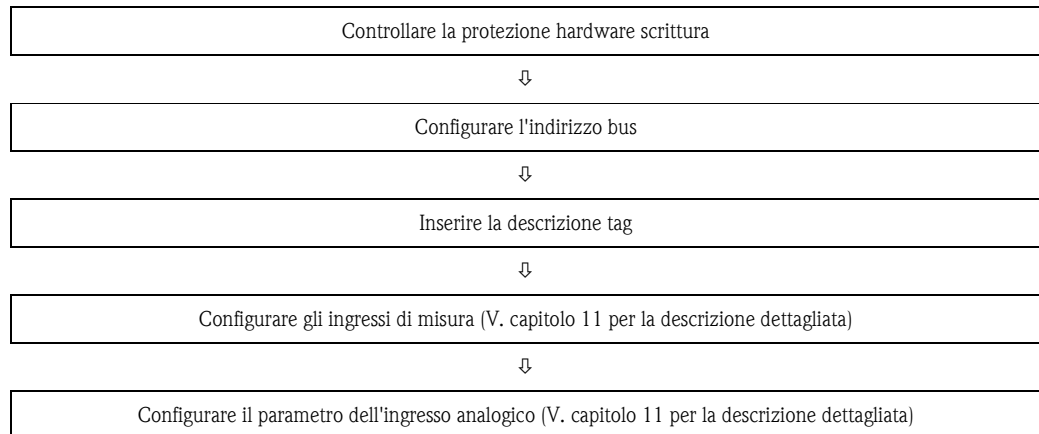 Controllare la protezione hardware scrittura
⇩
Configurare l'indirizzo bus
⇩
Inserire la descrizione tag
⇩
Configurare gli ingressi di misura (V. capitolo 11 per la descrizione dettagliata)
⇩
Configurare il parametro dell'ingresso analogico (V. capitolo 11 per la descrizione dettagliata)